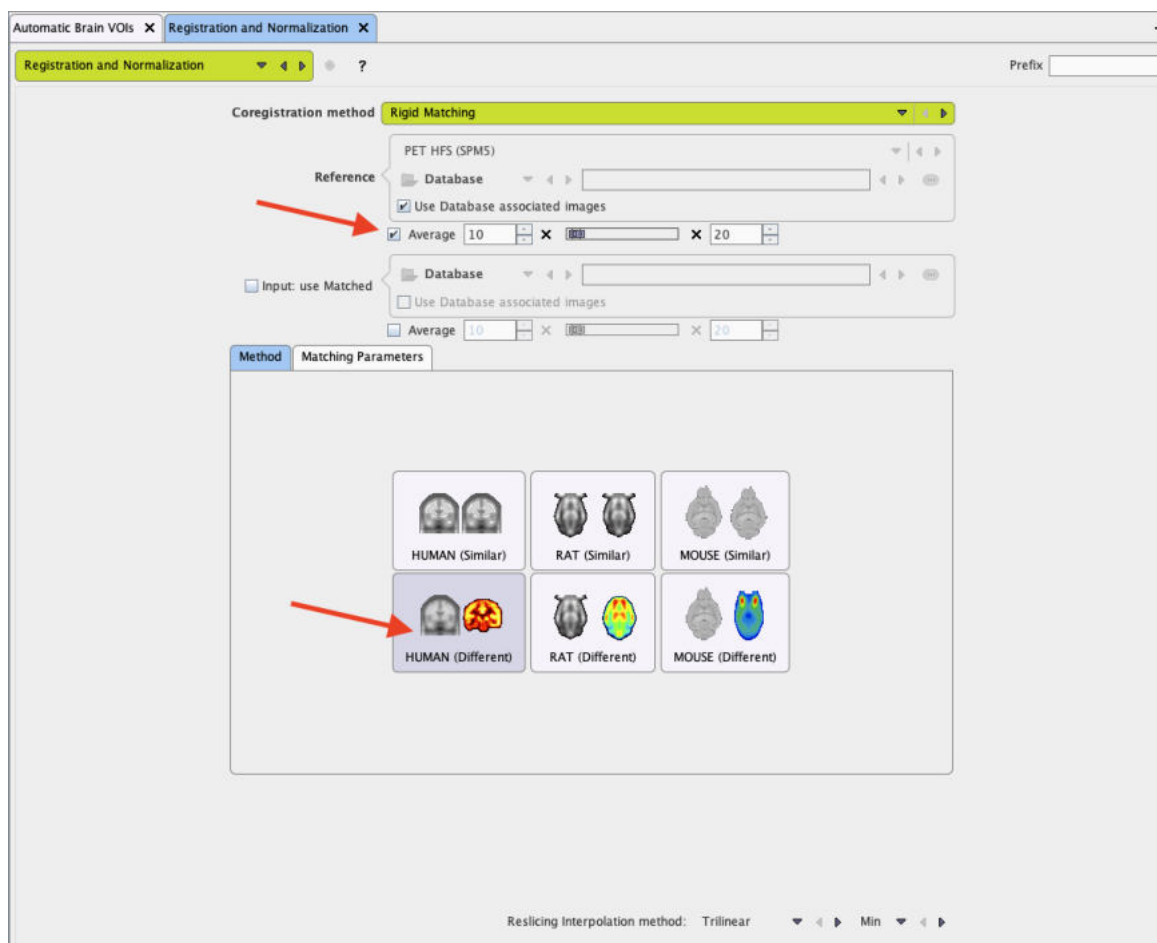 Automatic Brain VOIs Registration and Normalization
Registration and Normalization ? Prefix
Coregistration method Rigid Matching
PET HFS (SPM5)
Reference Database
Use Database associated images
Average 10 20
Input: use Matched Database
Use Database associated images
Average 10 20
Method Matching Parameters
HUMAN (Similar) RAT (Similar) MOUSE (Similar)
HUMAN (Different) RAT (Different) MOUSE (Different)
Reslicing Interpolation method: Trilinear Min